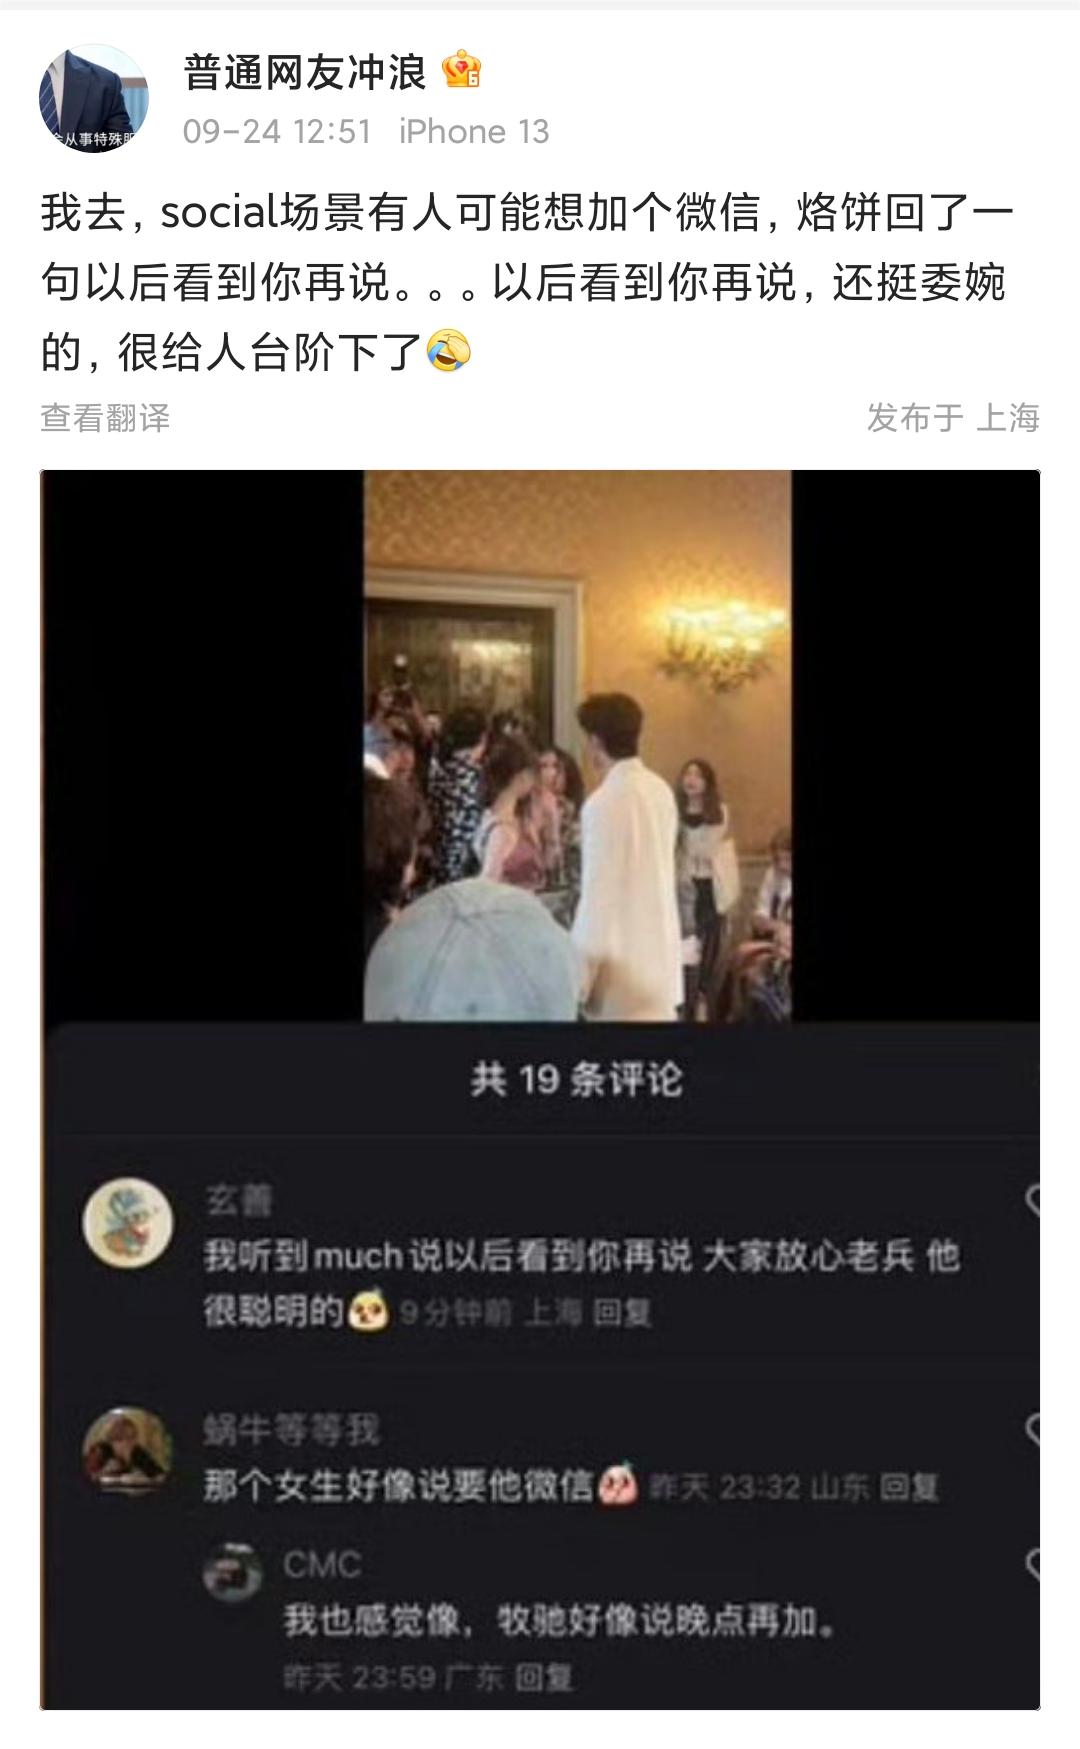 普通网友冲浪
6
09-24 12:51 iPhone 13
会从事特殊服
我去，social场景有人可能想加个微信，烙饼回了一
句以后看到你再说。。。以后看到你再说，还挺委婉
的，很给人台阶下了
查看翻译 发布于 上海
共 19 条评论
玄善
我听到much说以后看到你再说 大家放心老兵 他
很聪明的 9分钟前 上海 回复
蜗牛等等我
那个女生好像说要他微信 昨天 23:32 山东 回复
CMC
我也感觉像，牧驰好像说晚点再加。
昨天 23:59 广东 回复